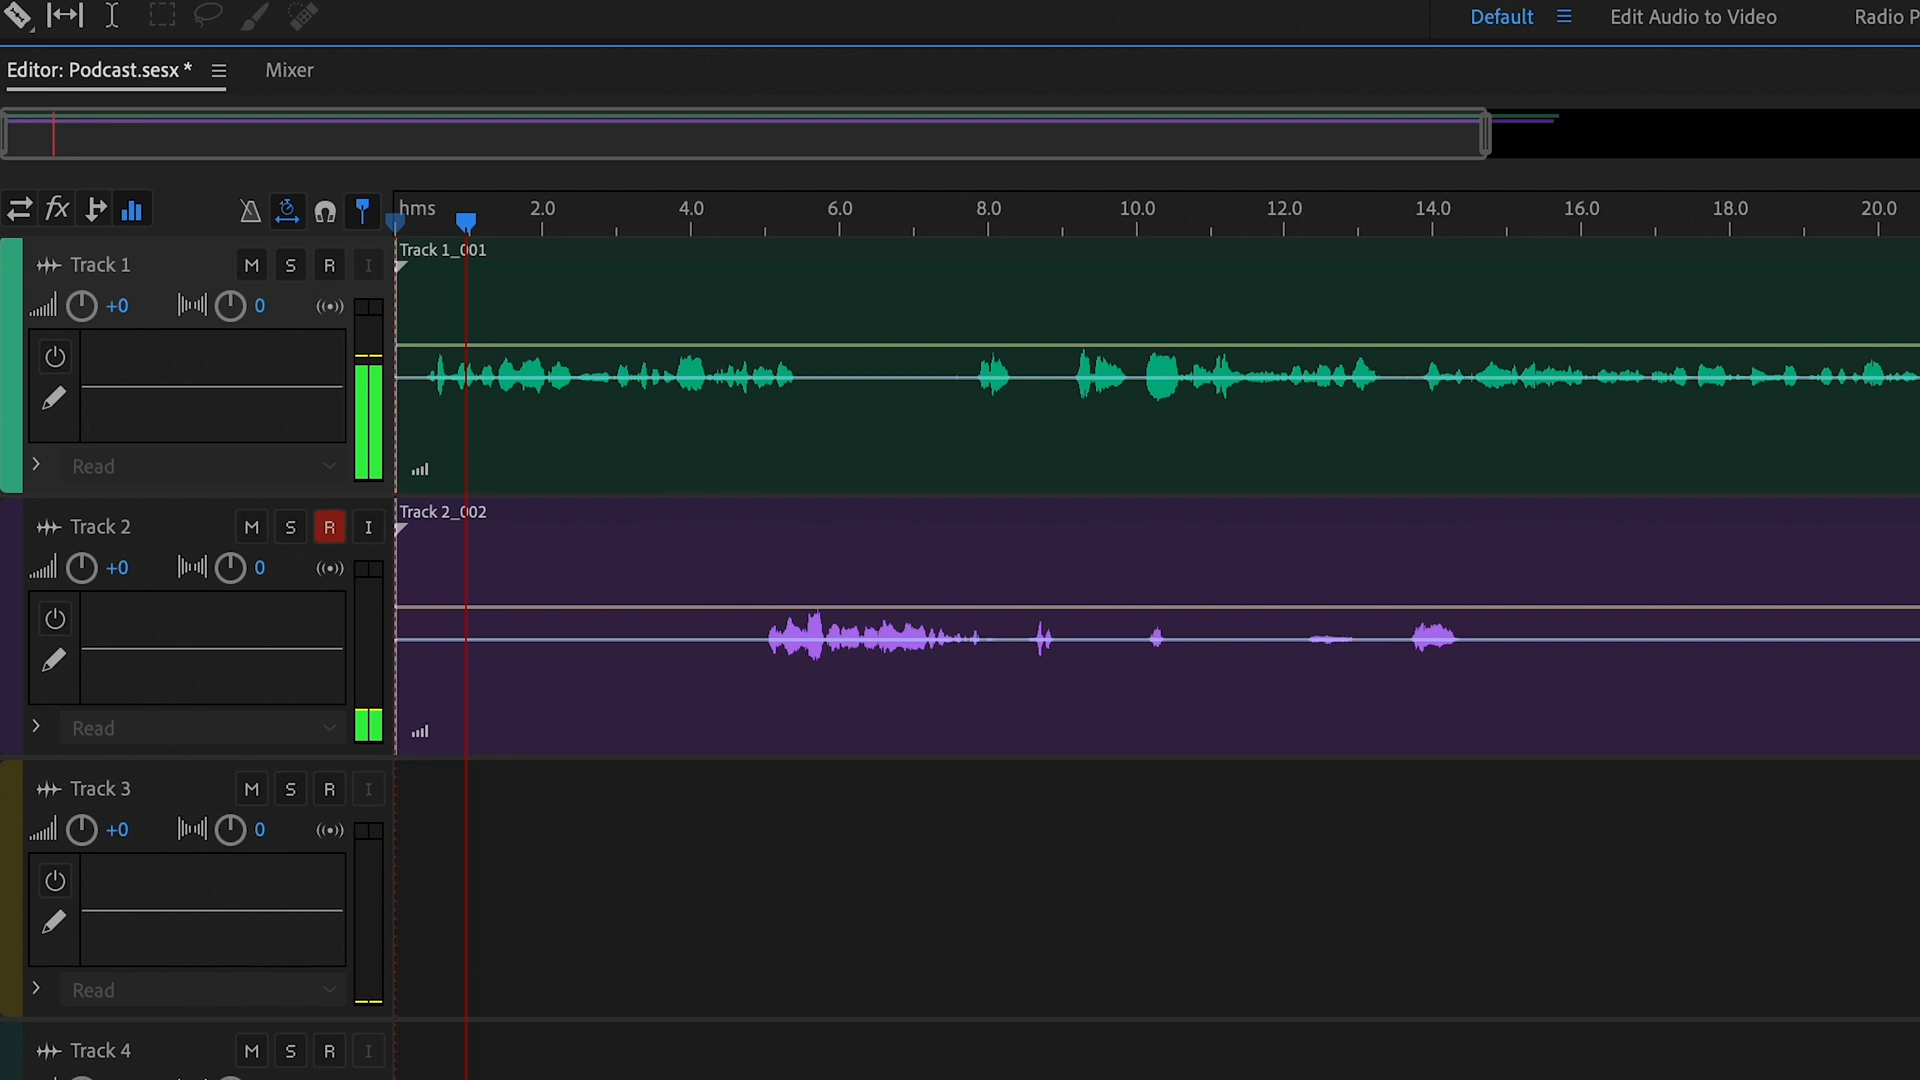 Default Edit Audio to Video Radio P
Editor: Podcast.sesx * Mixer
fx hms 2.0 4.0 6.0 8.0 10.0 12.0 14.0 16.0 18.0 20.0
Track 1 M S R I Track 1_001
+0 0
Read
Track 2 M S R I Track 2_002
+0 0
Read
Track 3 M S R I
+0 0
Read
Track 4 M S R I